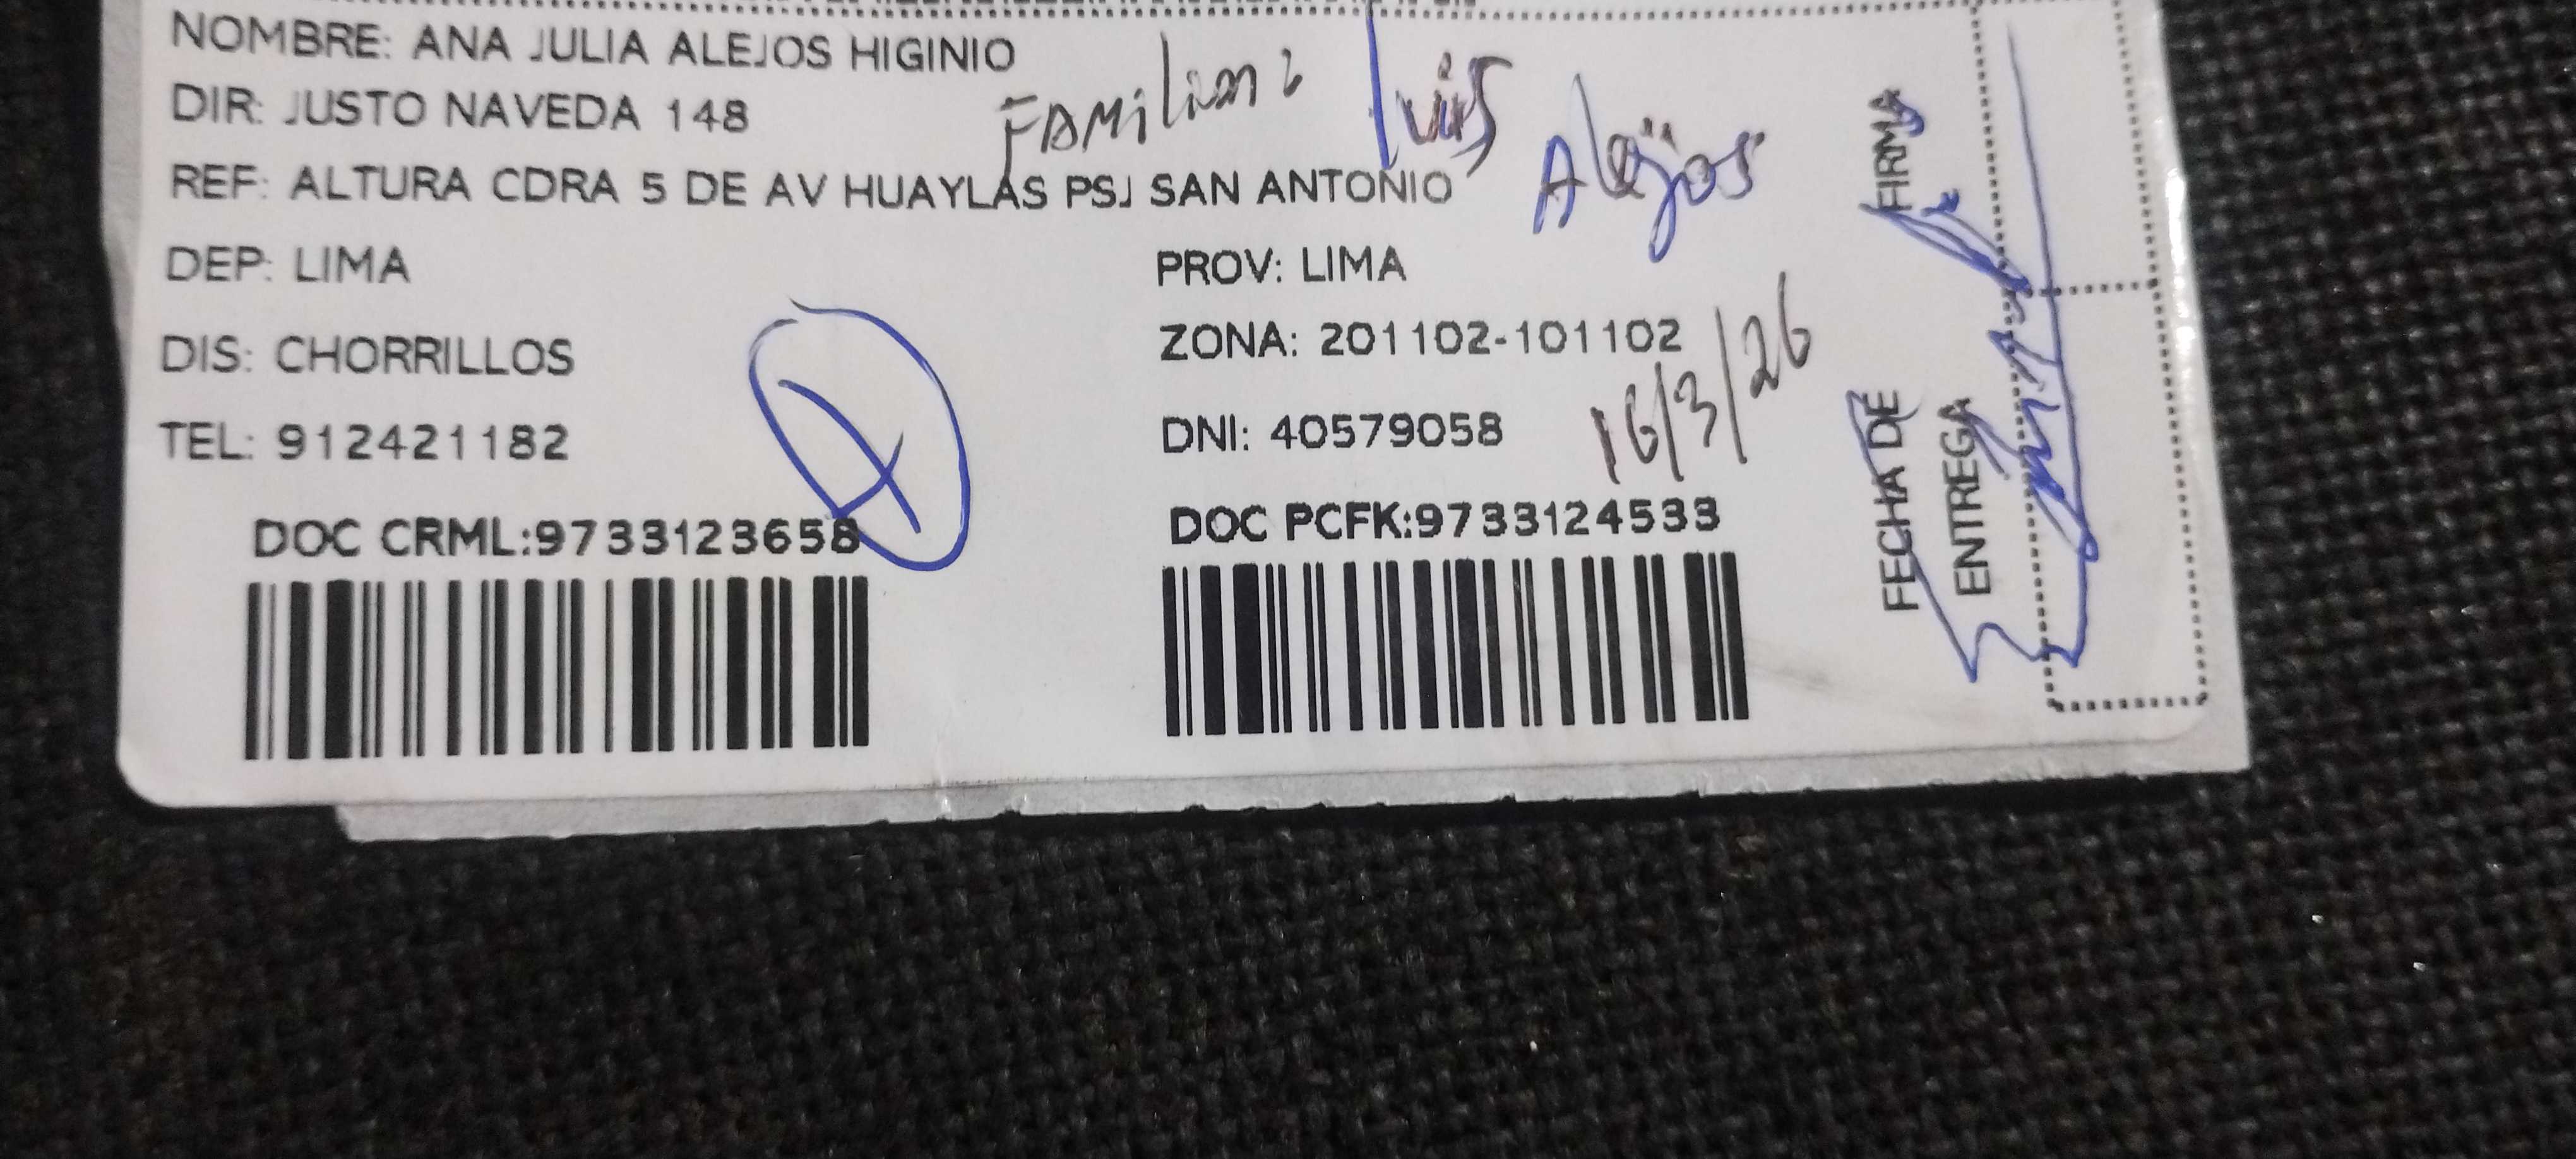 NOMBRE: ANA JULIA ALEJOS HIGINIO
DIR: JUSTO NAVEDA 148
Familiar Luis Alejos
REF: ALTURA CDRA 5 DE AV HUAYLAS PSJ SAN ANTONIO
DEP: LIMA
PROV: LIMA
DIS: CHORRILLOS
ZONA: 201102-101102
TEL: 912421182
DNI: 40579058
16/3/26
DOC CRML:9733123658
DOC PCFK:9733124533
FIRMA
FECHA DE
ENTREGA